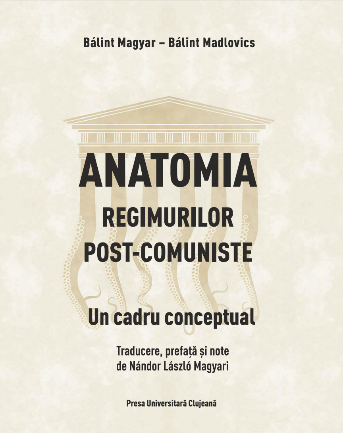 Bálint Magyar – Bálint Madlovics
ANATOMIA
REGIMURILOR
POST-COMUNISTE
Un cadru conceptual
Traducere, prefață și note
de Nándor László Magyari
Presa Universitară Clujeană